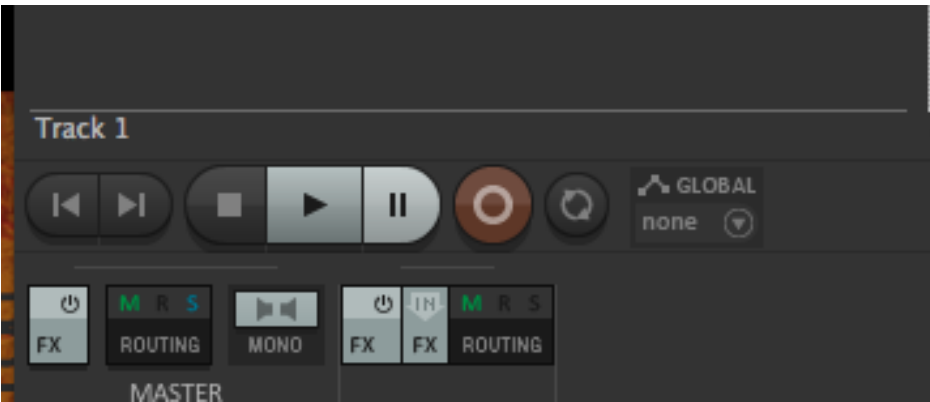 Track 1
GLOBAL
none
M R S IN M R S
FX ROUTING MONO FX FX ROUTING
MASTER